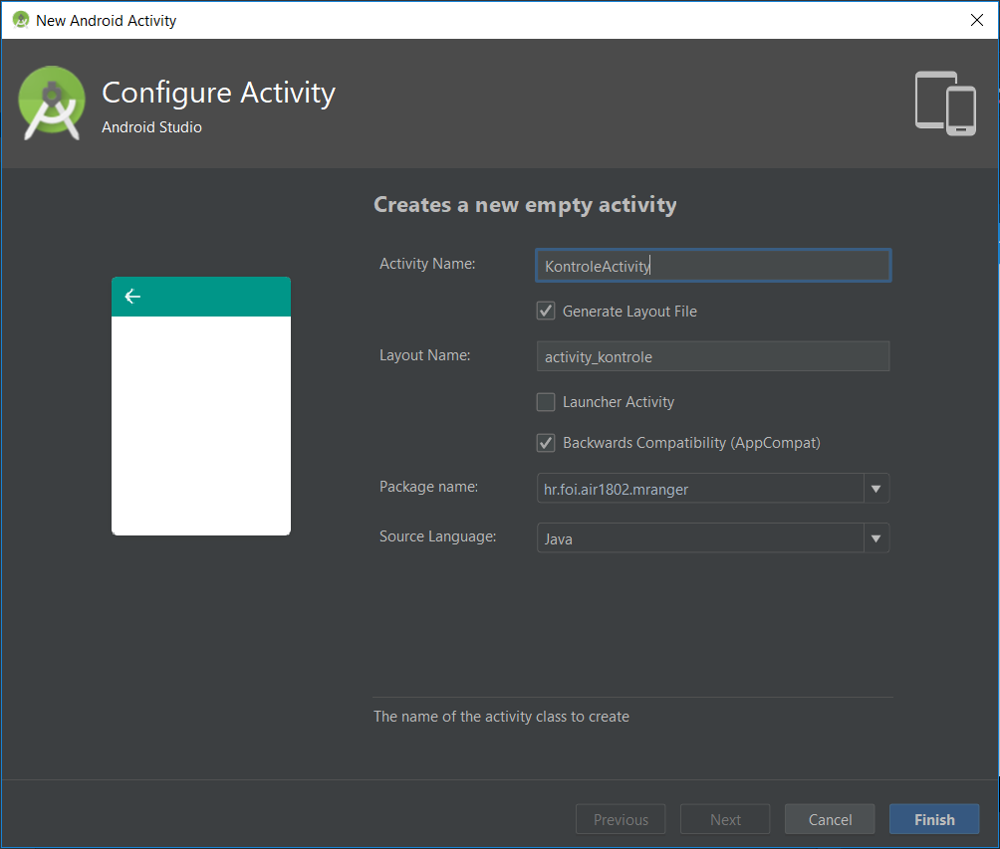 New Android Activity
Configure Activity
Android Studio
Creates a new empty activity
Activity Name:
KontroleActivity
Generate Layout File
Layout Name:
activity_kontrole
Launcher Activity
Backwards Compatibility (AppCompat)
Package name:
hr.foi.air1802.mranger
Source Language:
Java
The name of the activity class to create
Previous
Next
Cancel
Finish